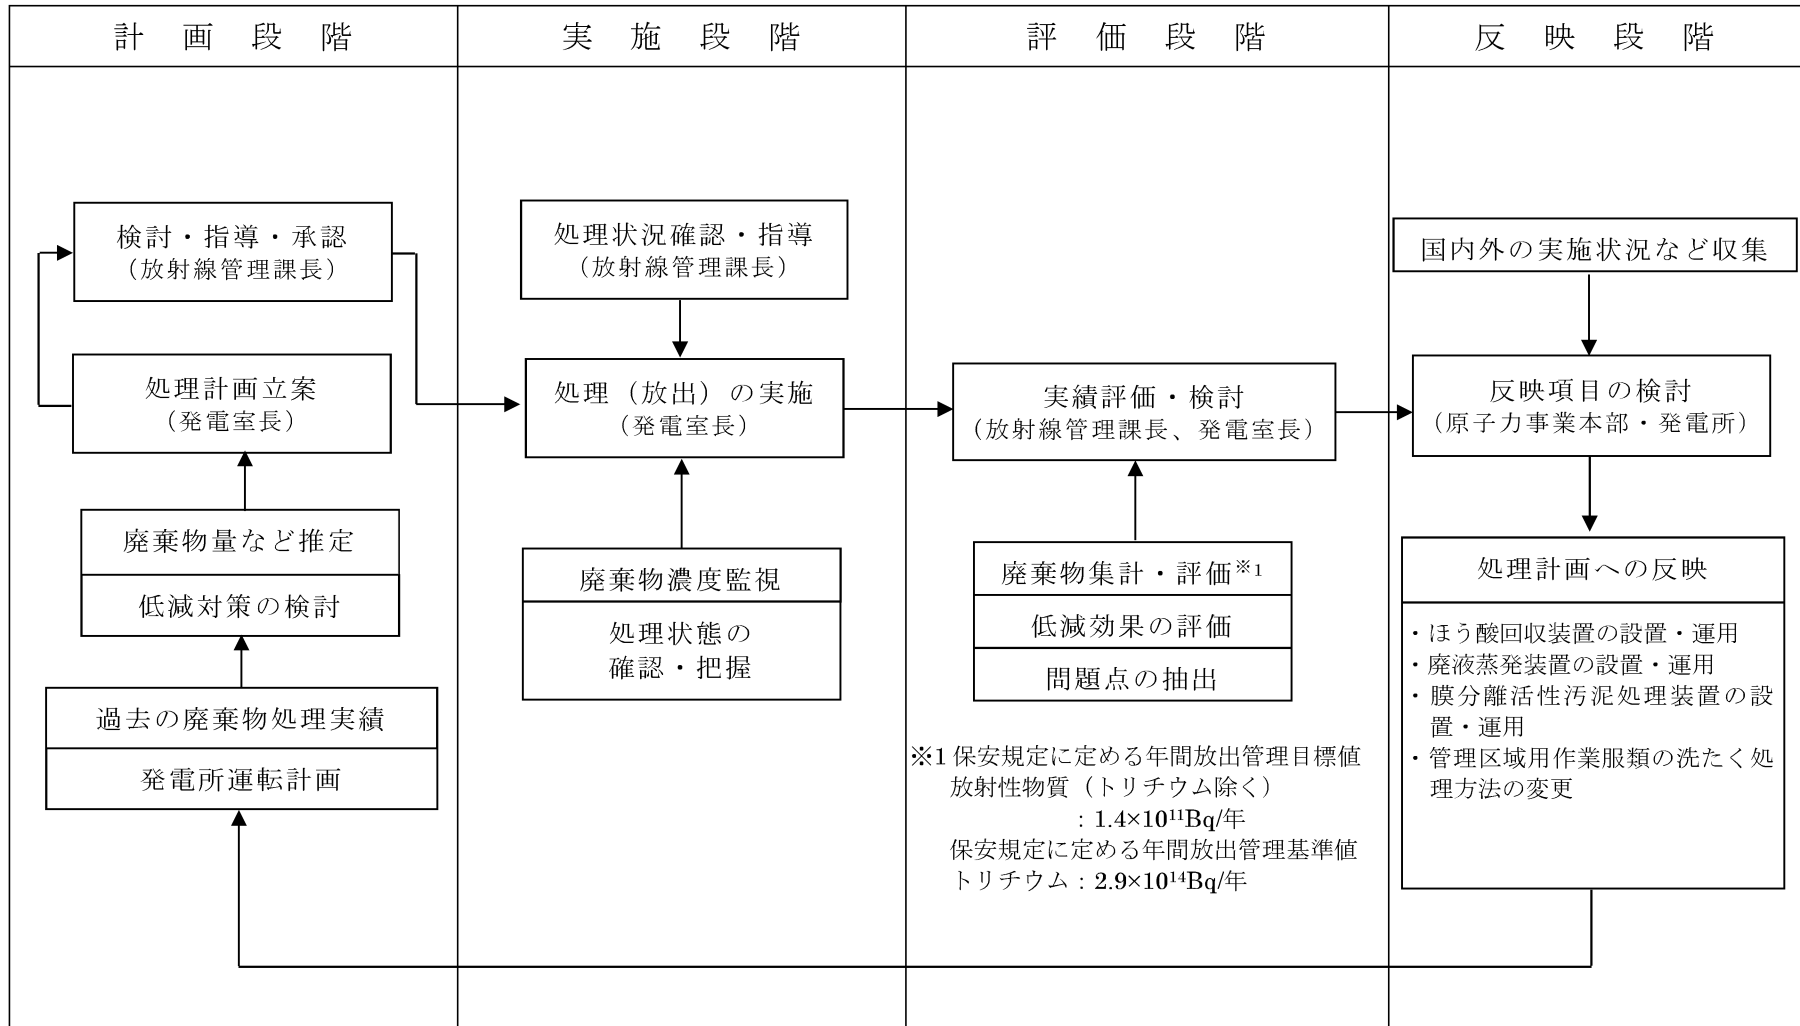 計画段階
実施段階
評価段階
反映段階
検討・指導・承認
（放射線管理課長）
処理計画立案
（発電室長）
廃棄物量など推定
低減対策の検討
過去の廃棄物処理実績
発電所運転計画
処理状況確認・指導
（放射線管理課長）
処理（放出）の実施
（発電室長）
廃棄物濃度監視
処理状態の
確認・把握
実績評価・検討
（放射線管理課長、発電室長）
廃棄物集計・評価※1
低減効果の評価
問題点の抽出
※1 保安規定に定める年間放出管理目標値
放射性物質（トリチウム除く）
：1.4×10¹¹Bq/年
保安規定に定める年間放出管理基準値
トリチウム：2.9×10¹⁴Bq/年
国内外の実施状況など収集
反映項目の検討
（原子力事業本部・発電所）
処理計画への反映
・ほう酸回収装置の設置・運用
・廃液蒸発装置の設置・運用
・膜分離活性汚泥処理装置の設
置・運用
・管理区域用作業服類の洗たく処
理方法の変更